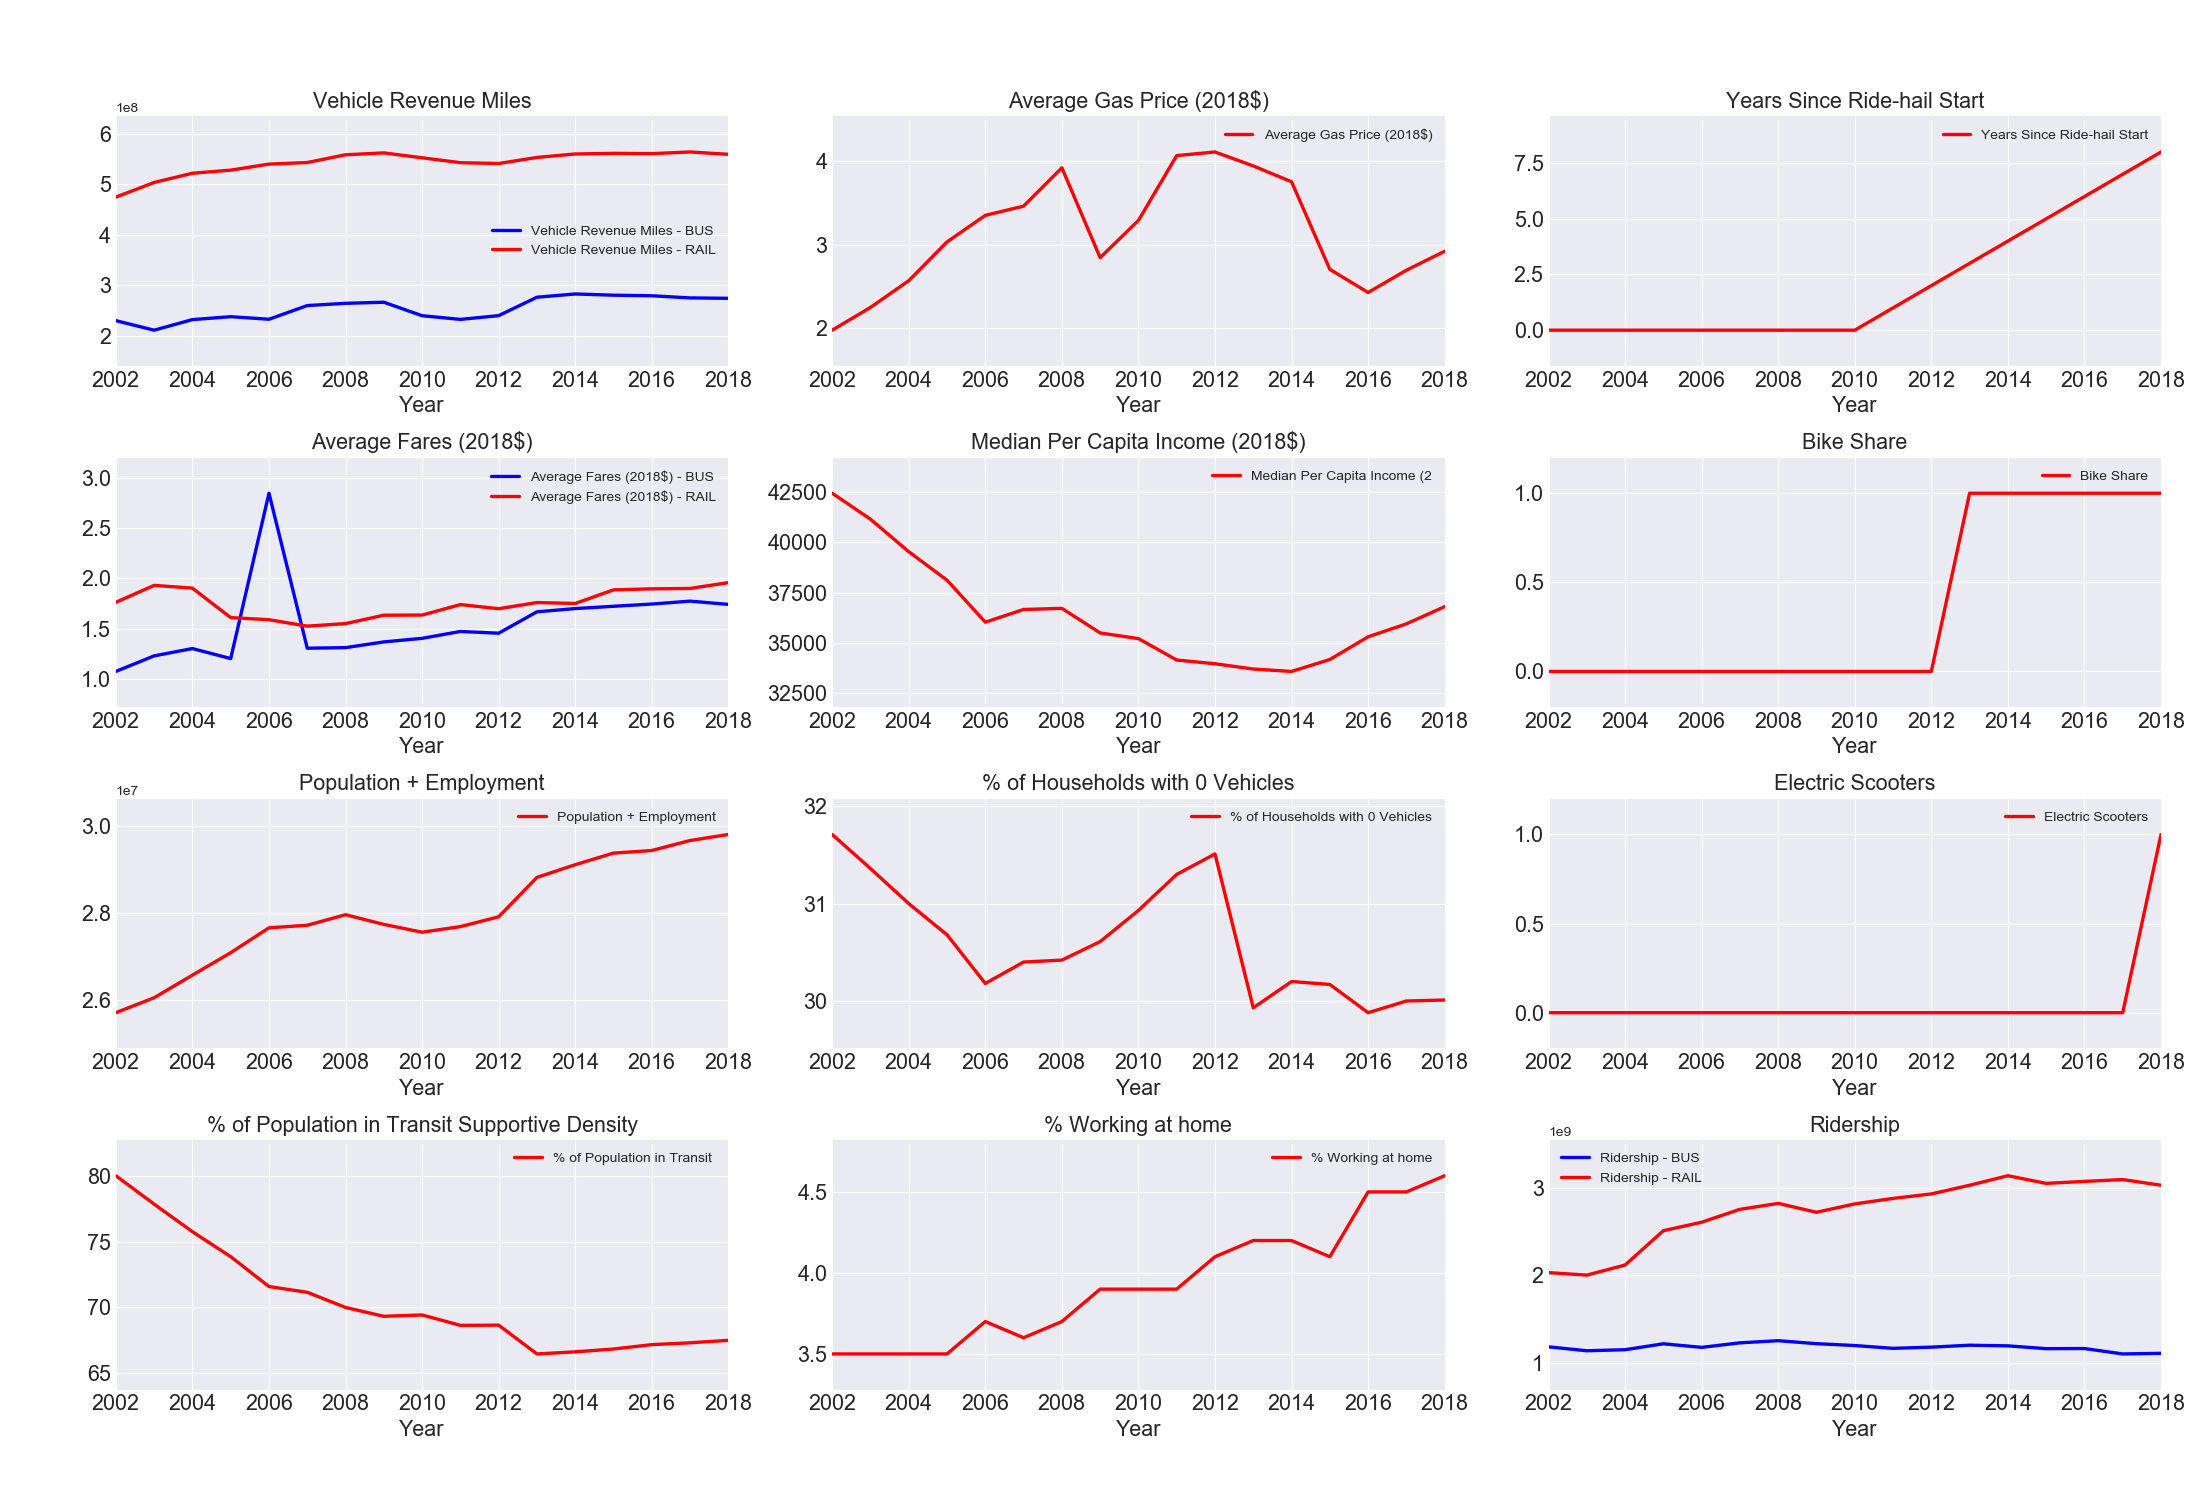 Vehicle Revenue Miles
1e8
6
5
4
3
2
Vehicle Revenue Miles - BUS
Vehicle Revenue Miles - RAIL
2002 2004 2006 2008 2010 2012 2014 2016 2018
Year
Average Gas Price (2018$)
4
3
2
Average Gas Price (2018$)
2002 2004 2006 2008 2010 2012 2014 2016 2018
Year
Years Since Ride-hail Start
7.5
5.0
2.5
0.0
Years Since Ride-hail Start
2002 2004 2006 2008 2010 2012 2014 2016 2018
Year
Average Fares (2018$)
3.0
2.5
2.0
1.5
1.0
Average Fares (2018$) - BUS
Average Fares (2018$) - RAIL
2002 2004 2006 2008 2010 2012 2014 2016 2018
Year
Median Per Capita Income (2018$)
42500
40000
37500
35000
32500
Median Per Capita Income (2
2002 2004 2006 2008 2010 2012 2014 2016 2018
Year
Bike Share
1.0
0.5
0.0
Bike Share
2002 2004 2006 2008 2010 2012 2014 2016 2018
Year
Population + Employment
1e7
3.0
2.8
2.6
Population + Employment
2002 2004 2006 2008 2010 2012 2014 2016 2018
Year
% of Households with 0 Vehicles
32
31
30
% of Households with 0 Vehicles
2002 2004 2006 2008 2010 2012 2014 2016 2018
Year
Electric Scooters
1.0
0.5
0.0
Electric Scooters
2002 2004 2006 2008 2010 2012 2014 2016 2018
Year
% of Population in Transit Supportive Density
80
75
70
65
% of Population in Transit
2002 2004 2006 2008 2010 2012 2014 2016 2018
Year
% Working at home
4.5
4.0
3.5
% Working at home
2002 2004 2006 2008 2010 2012 2014 2016 2018
Year
Ridership
1e9
3
2
1
Ridership - BUS
Ridership - RAIL
2002 2004 2006 2008 2010 2012 2014 2016 2018
Year